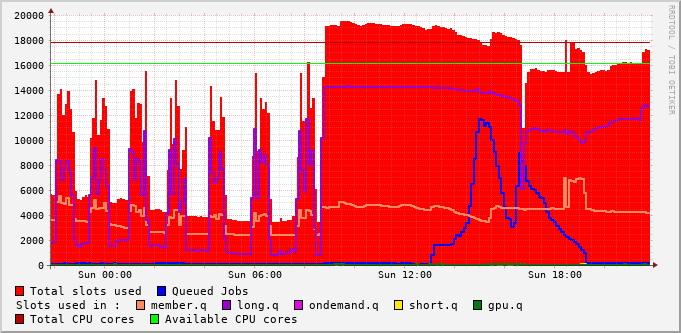 20000
18000
16000
14000
12000
10000
8000
6000
4000
2000
0
Sun 00:00 Sun 06:00 Sun 12:00 Sun 18:00
RRDTOOL / TOBI OETIKER
Total slots used Queued Jobs
Slots used in : member.q long.q ondemand.q short.q gpu.q
Total CPU cores Available CPU cores